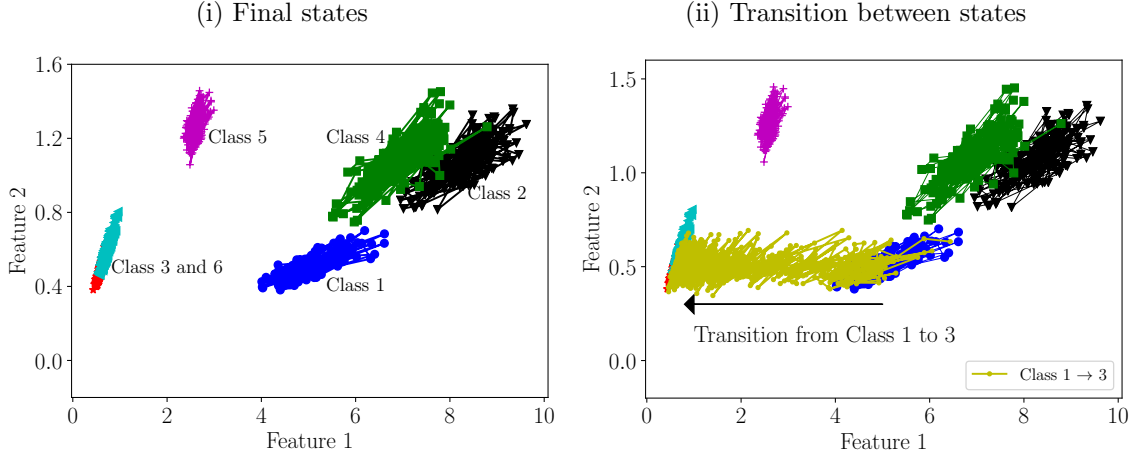 (i) Final states
Feature 2
1.6
1.2
0.8
0.4
0.0
Class 5
Class 4
Class 2
Class 3 and 6
Class 1
0 2 4 6 8 10
Feature 1
(ii) Transition between states
Feature 2
1.5
1.0
0.5
0.0
Transition from Class 1 to 3
Class 1 → 3
0 2 4 6 8 10
Feature 1